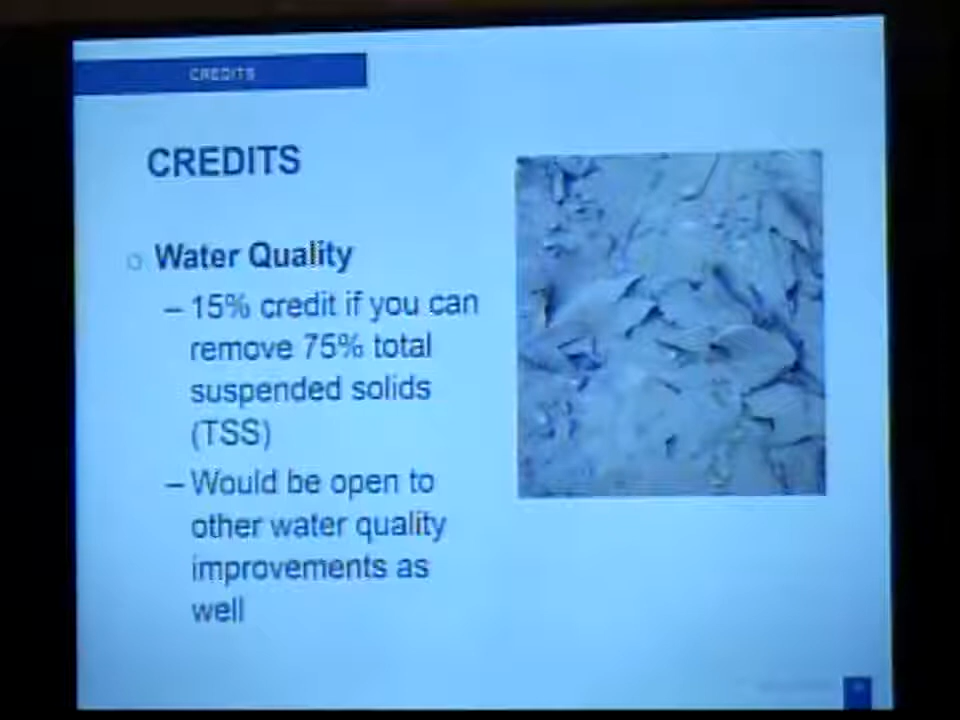 CREDITS
CREDITS
Water Quality
– 15% credit if you can
remove 75% total
suspended solids
(TSS)
– Would be open to
other water quality
improvements as
well